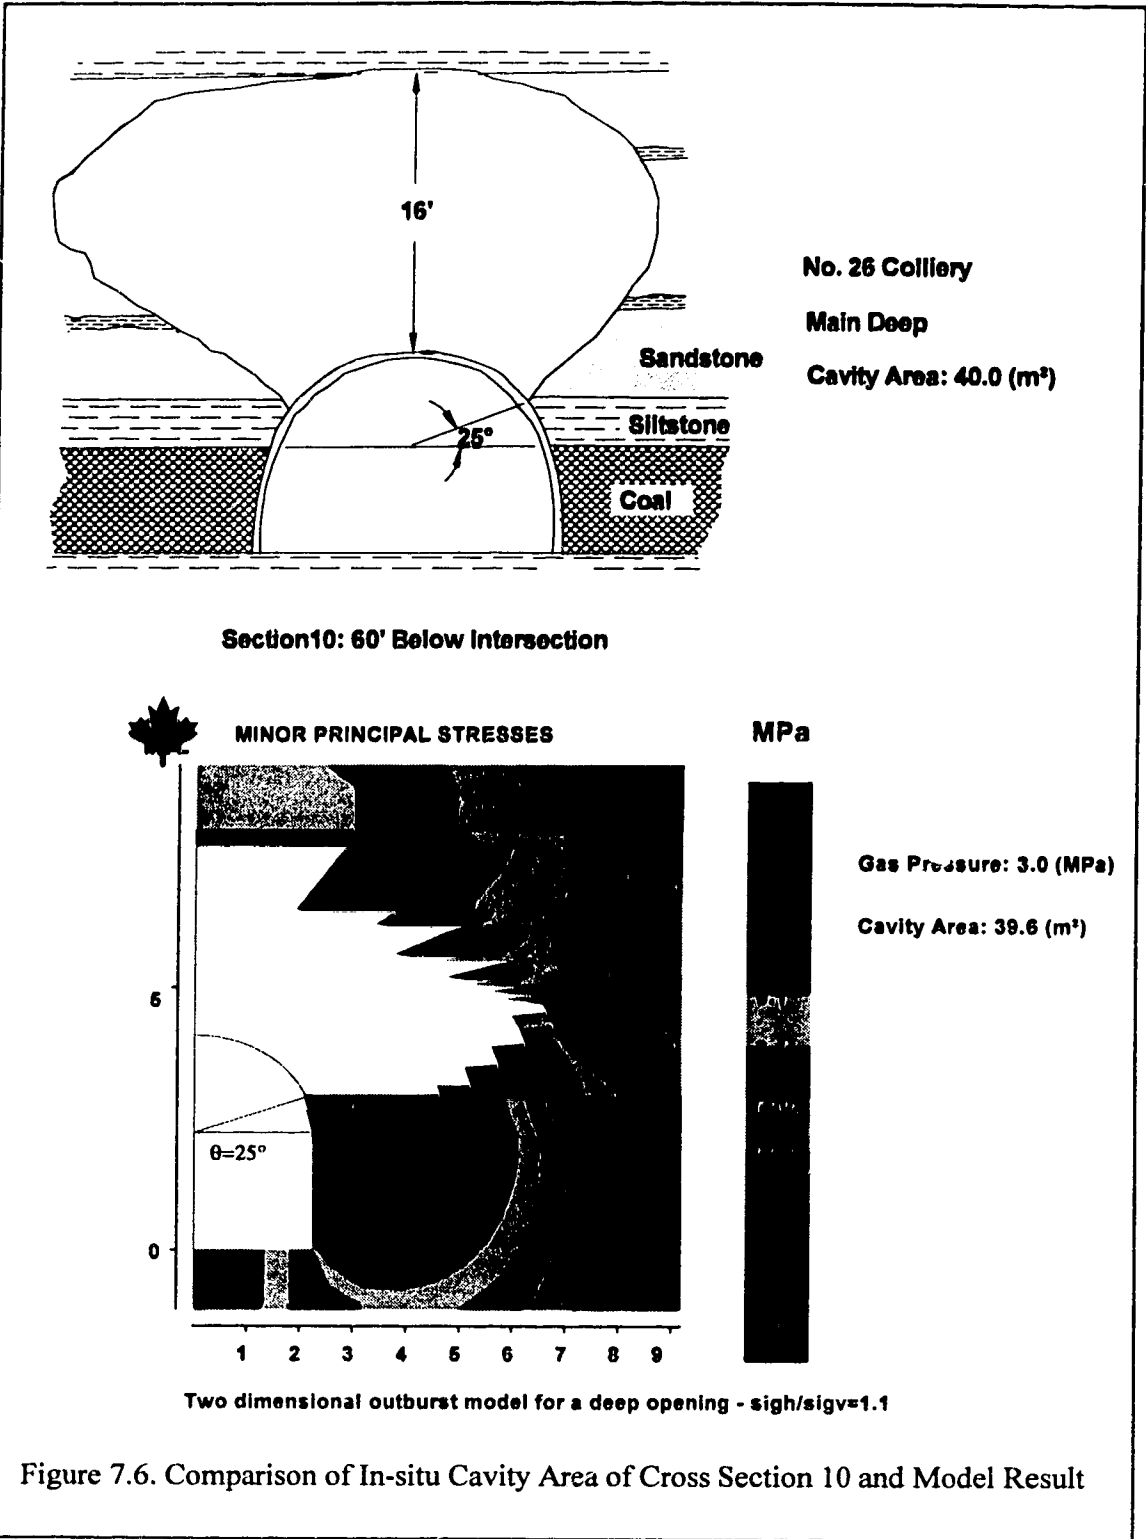 16'
No. 26 Colliery
Main Deep
Sandstone
Cavity Area: 40.0 (m²)
Siltstone
25°
Coal
Section10: 60' Below Intersection
MINOR PRINCIPAL STRESSES
MPa
Gas Pressure: 3.0 (MPa)
Cavity Area: 39.6 (m²)
5
θ=25°
0
1 2 3 4 5 6 7 8 9
Two dimensional outburst model for a deep opening - sigh/sigv=1.1
Figure 7.6. Comparison of In-situ Cavity Area of Cross Section 10 and Model Result